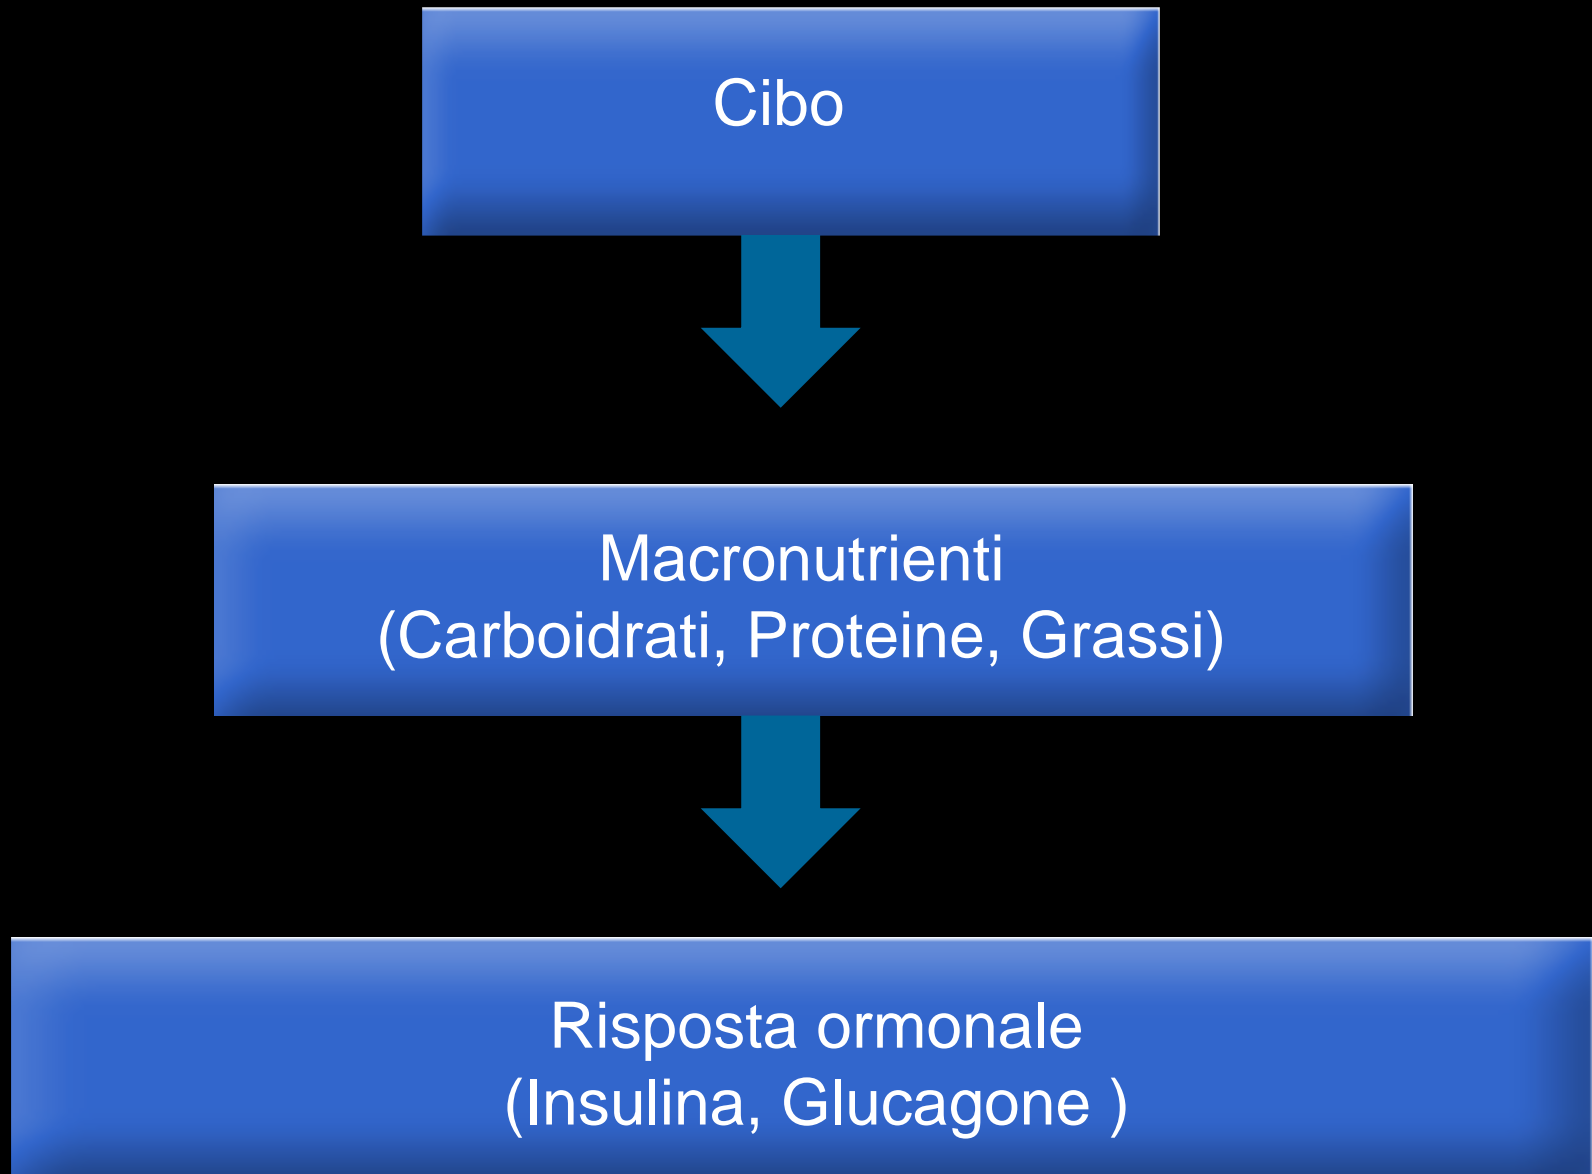 Cibo
Macronutrienti
(Carboidrati, Proteine, Grassi)
Risposta ormonale
(Insulina, Glucagone )